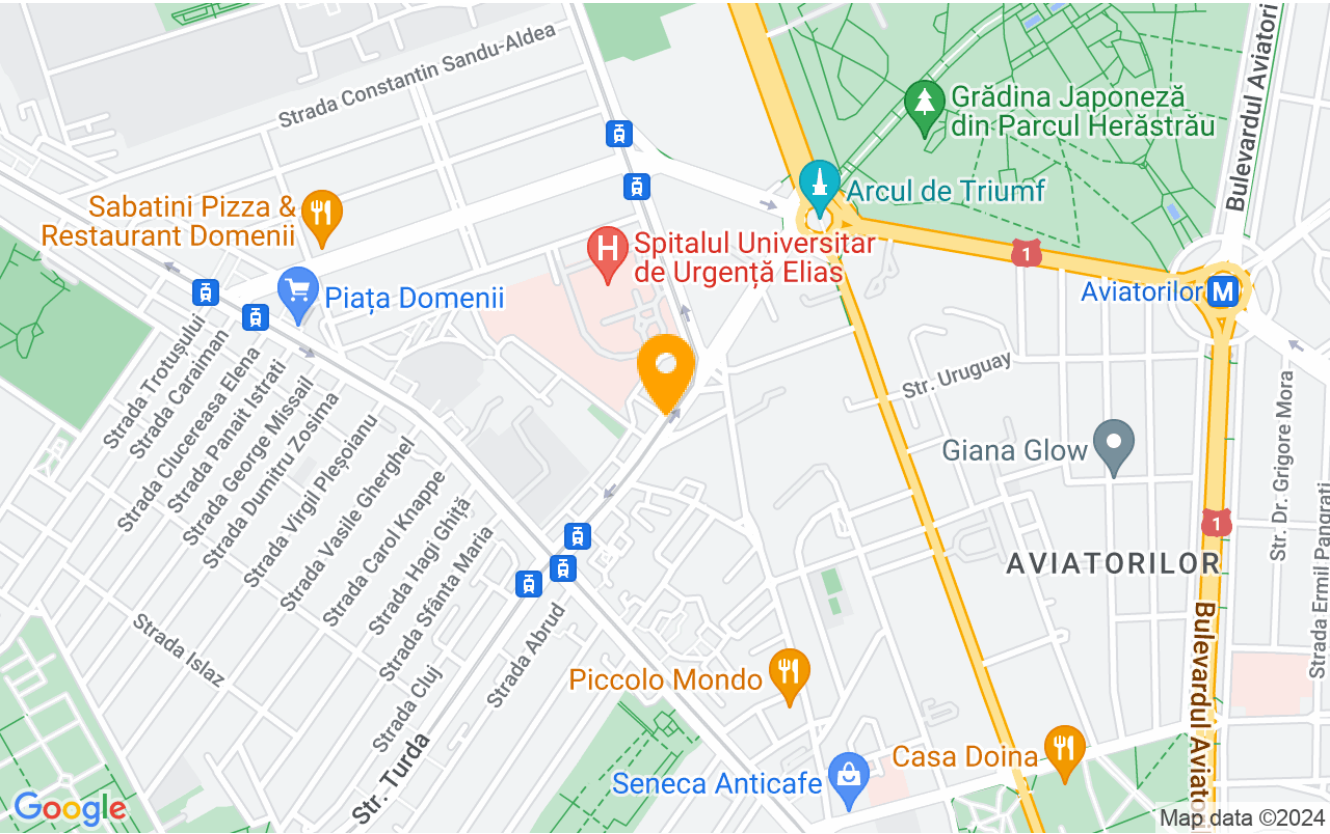 Strada Constantin Sandu-Aldea
Bulevardul Aviatori
Grădina Japoneză
din Parcul Herăstrău
Arcul de Triumf
Sabatini Pizza &
Restaurant Domenii
H
Spitalul Universitar
de Urgență Elias
1
Aviatorilor
M
Piața Domenii
Strada Trotușului
Strada Caraiman
Strada Clucereasa Elena
Strada Panait Istrati
Strada George Missail
Strada Dumitru Zosima
Strada Virgil Pleșoianu
Strada Vasile Gherghel
Strada Carol Knappe
Strada Hagi Ghiță
Strada Sfânta Maria
Strada Cluj
Strada Abrud
Strada Islaz
Str. Turda
Str. Uruguay
Giana Glow
Str. Dr. Grigore Mora
Strada Ermil Pangrati
1
AVIATORILOR
Bulevardul Aviato
Piccolo Mondo
Casa Doina
Seneca Anticafe
Google
Map data ©2024